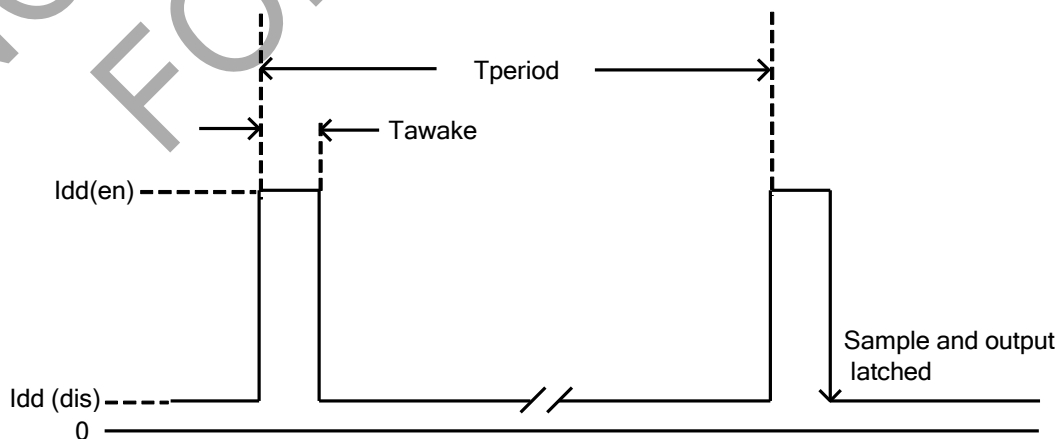 Tperiod
Tawake
Idd(en)
Sample and output
latched
Idd (dis)
0